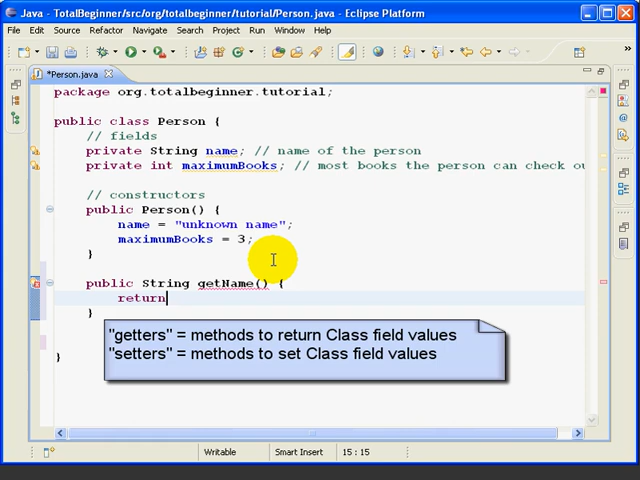 Java - TotalBeginner/src/org/totalbeginner/tutorial/Person.java - Eclipse Platform
File Edit Source Refactor Navigate Search Project Run Window Help
*Person.java
package org.totalbeginner.tutorial;
public class Person {
// fields
private String name; // name of the person
private int maximumBooks; // most books the person can check ou
// constructors
public Person() {
name = "unknown name";
maximumBooks = 3;
}
public String getName() {
return
}
"getters" = methods to return Class field values
"setters" = methods to set Class field values
}
Writable Smart Insert 15 : 15